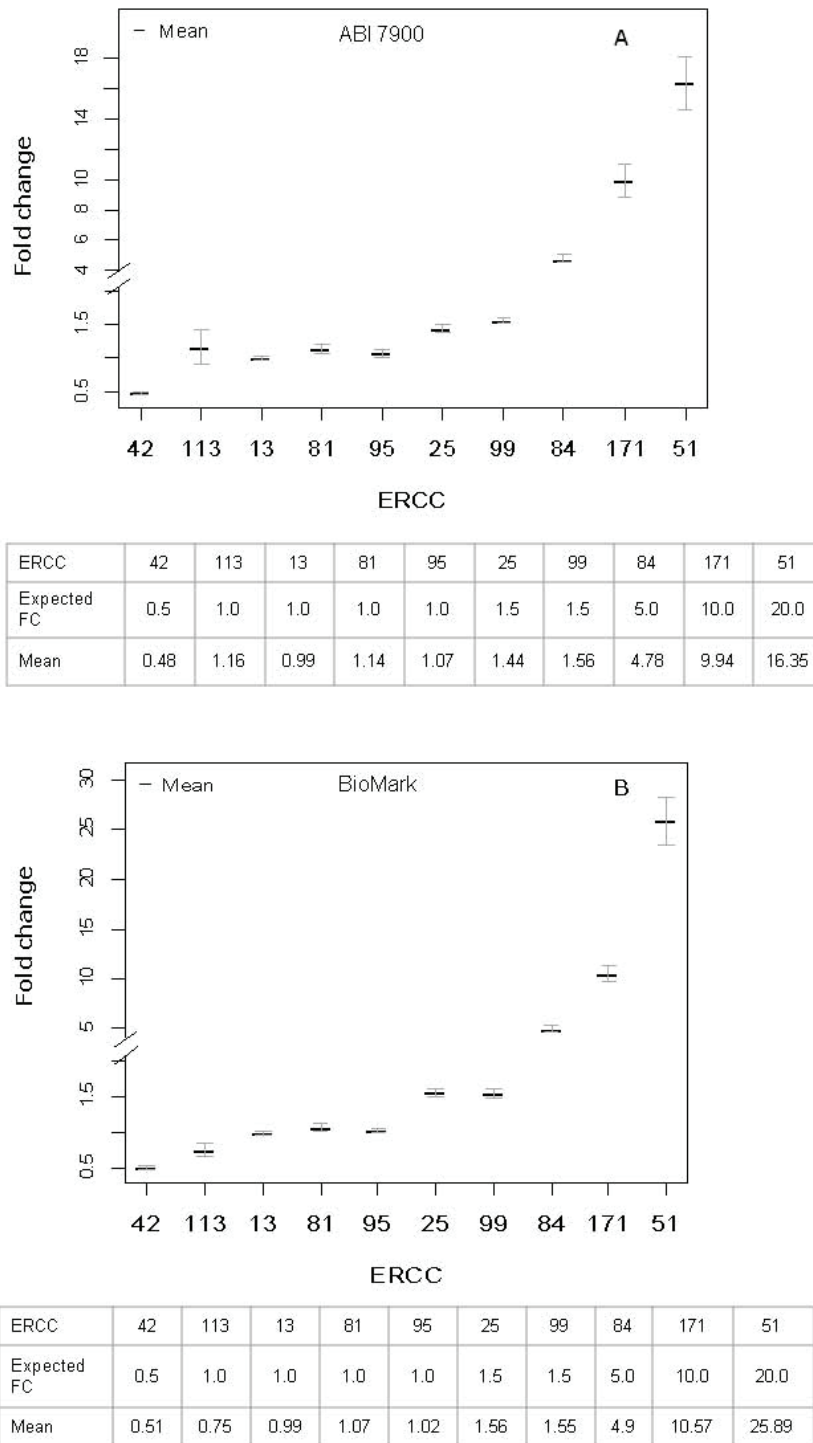 – Mean ABI 7900 A
18
14
10
8
6
4
1.5
0.5
Fold change
42 113 13 81 95 25 99 84 171 51
ERCC
ERCC 42 113 13 81 95 25 99 84 171 51
Expected FC 0.5 1.0 1.0 1.0 1.0 1.5 1.5 5.0 10.0 20.0
Mean 0.48 1.16 0.99 1.14 1.07 1.44 1.56 4.78 9.94 16.35
– Mean BioMark B
30
25
20
15
10
5
1.5
0.5
Fold change
42 113 13 81 95 25 99 84 171 51
ERCC
ERCC 42 113 13 81 95 25 99 84 171 51
Expected FC 0.5 1.0 1.0 1.0 1.0 1.5 1.5 5.0 10.0 20.0
Mean 0.51 0.75 0.99 1.07 1.02 1.56 1.55 4.9 10.57 25.89